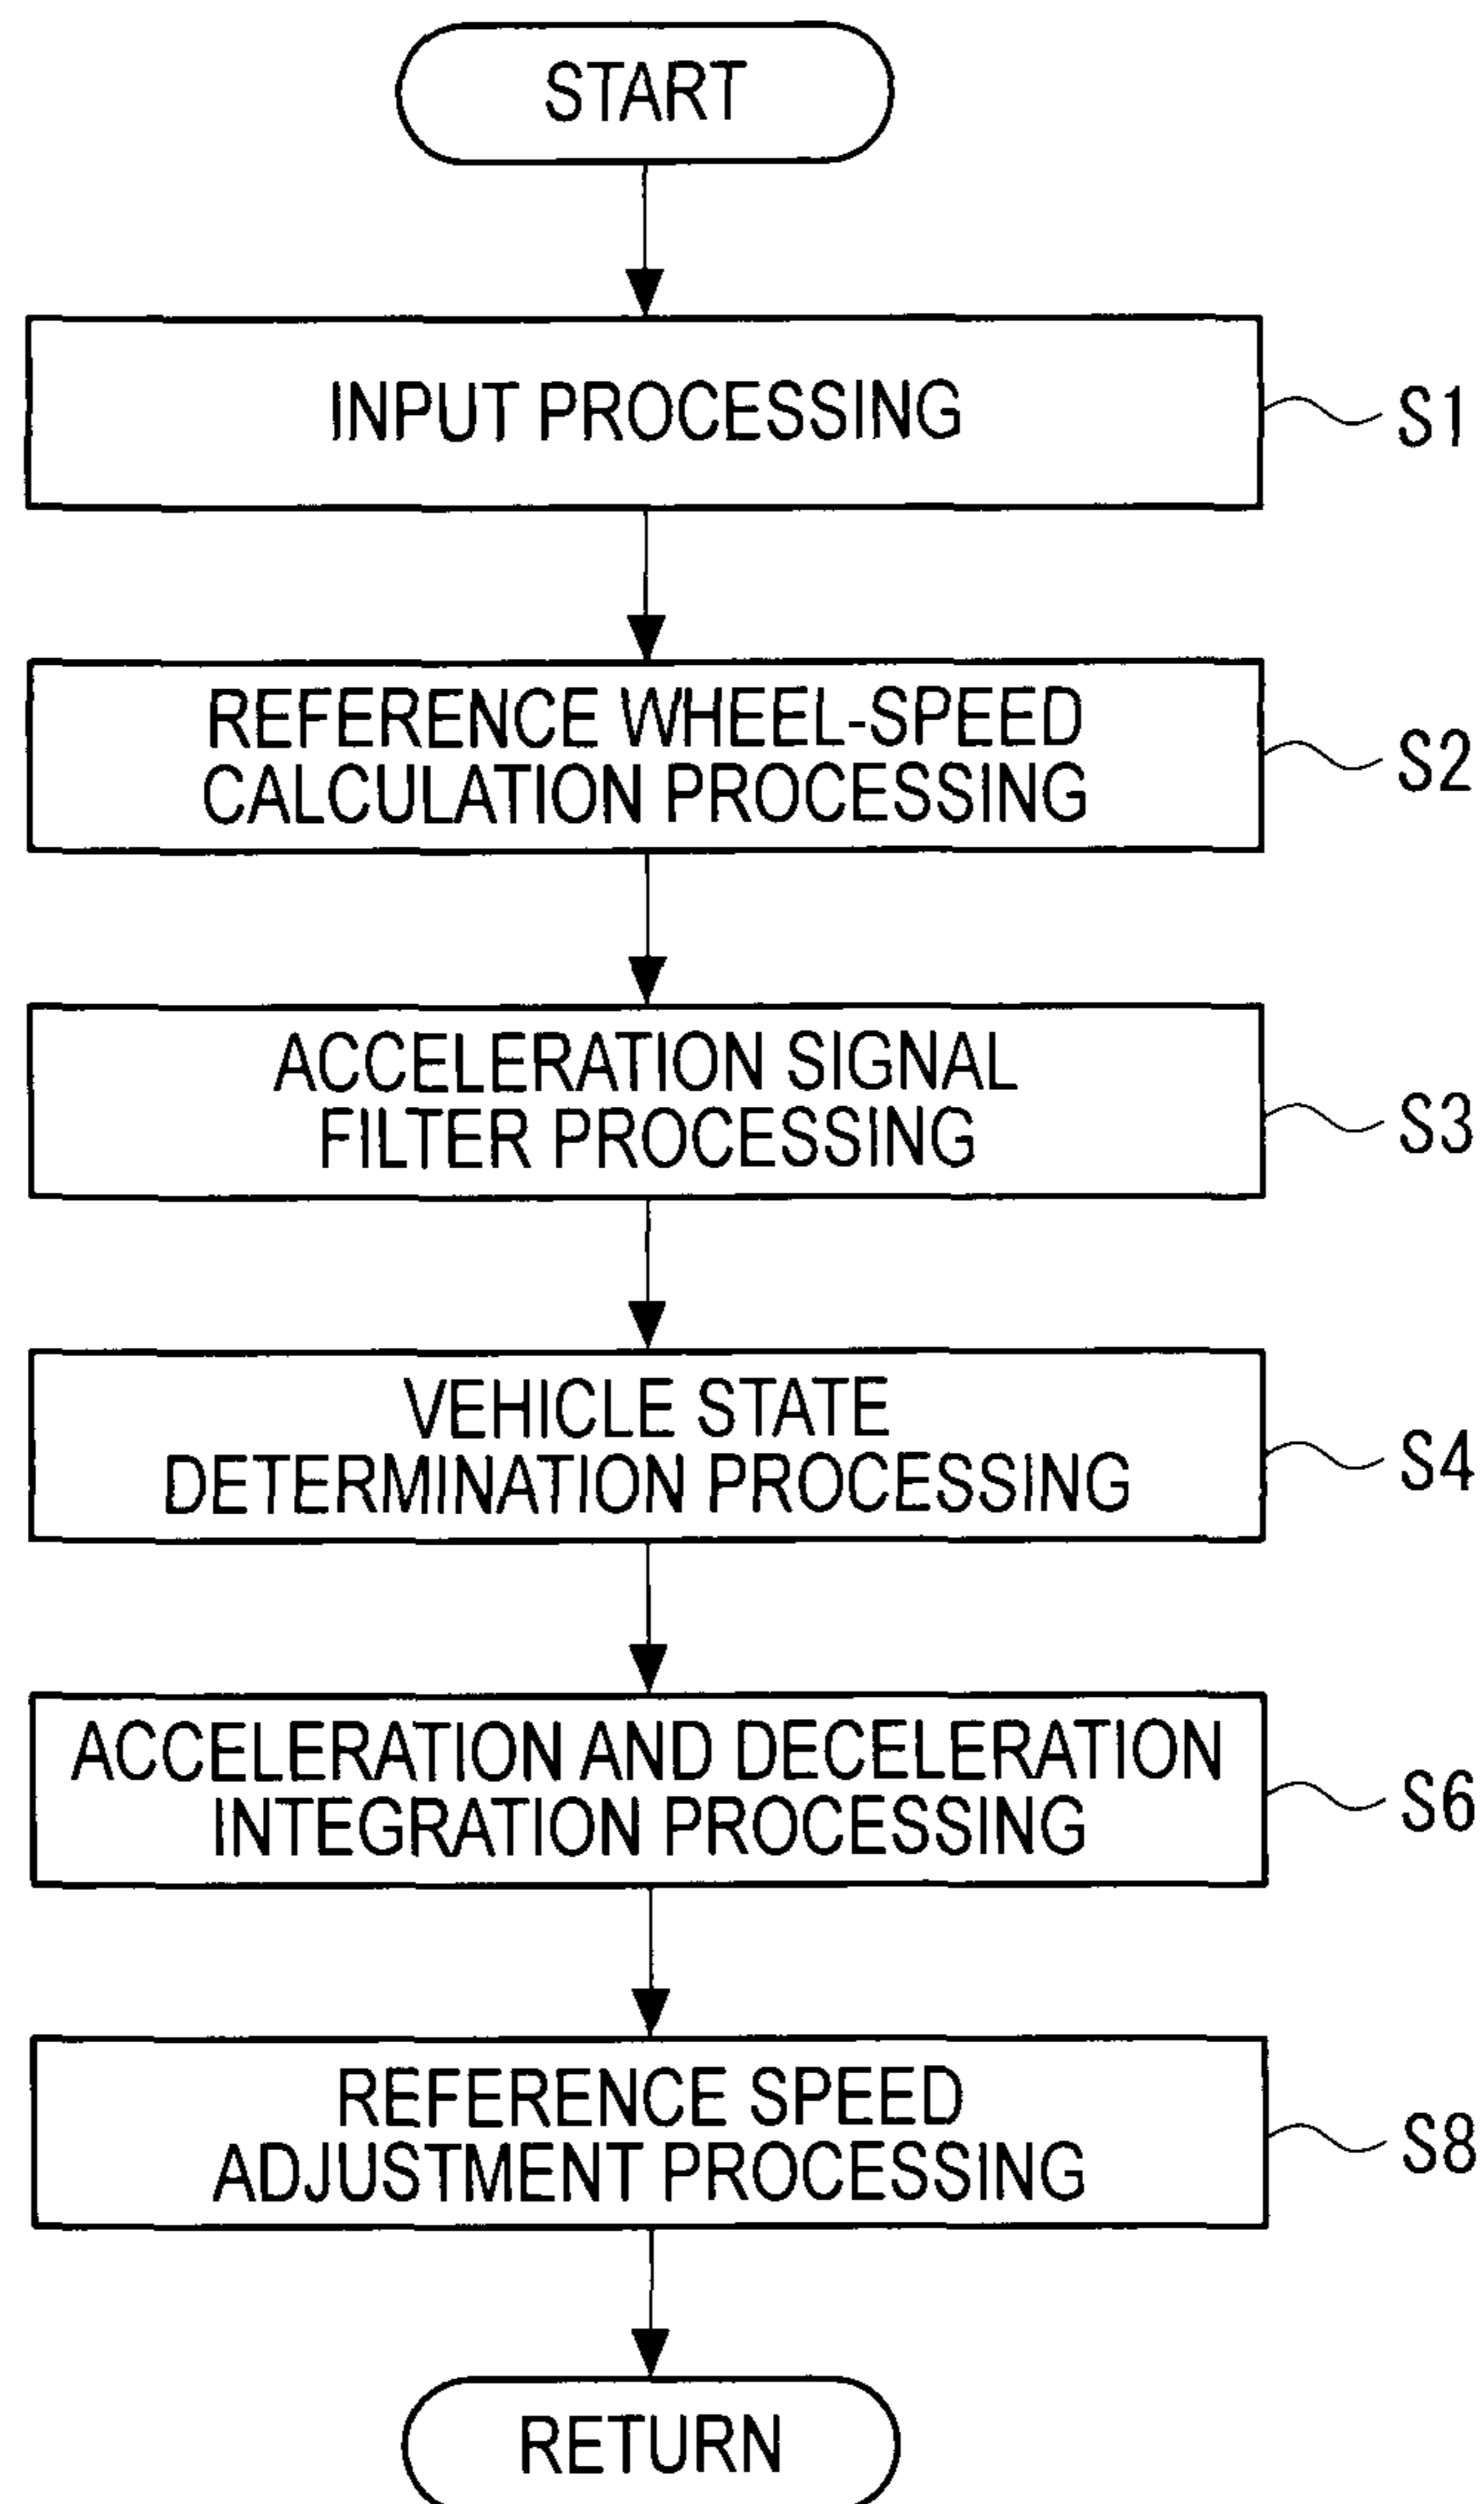 START
INPUT PROCESSING
S1
REFERENCE WHEEL-SPEED
CALCULATION PROCESSING
S2
ACCELERATION SIGNAL
FILTER PROCESSING
S3
VEHICLE STATE
DETERMINATION PROCESSING
S4
ACCELERATION AND DECELERATION
INTEGRATION PROCESSING
S6
REFERENCE SPEED
ADJUSTMENT PROCESSING
S8
RETURN